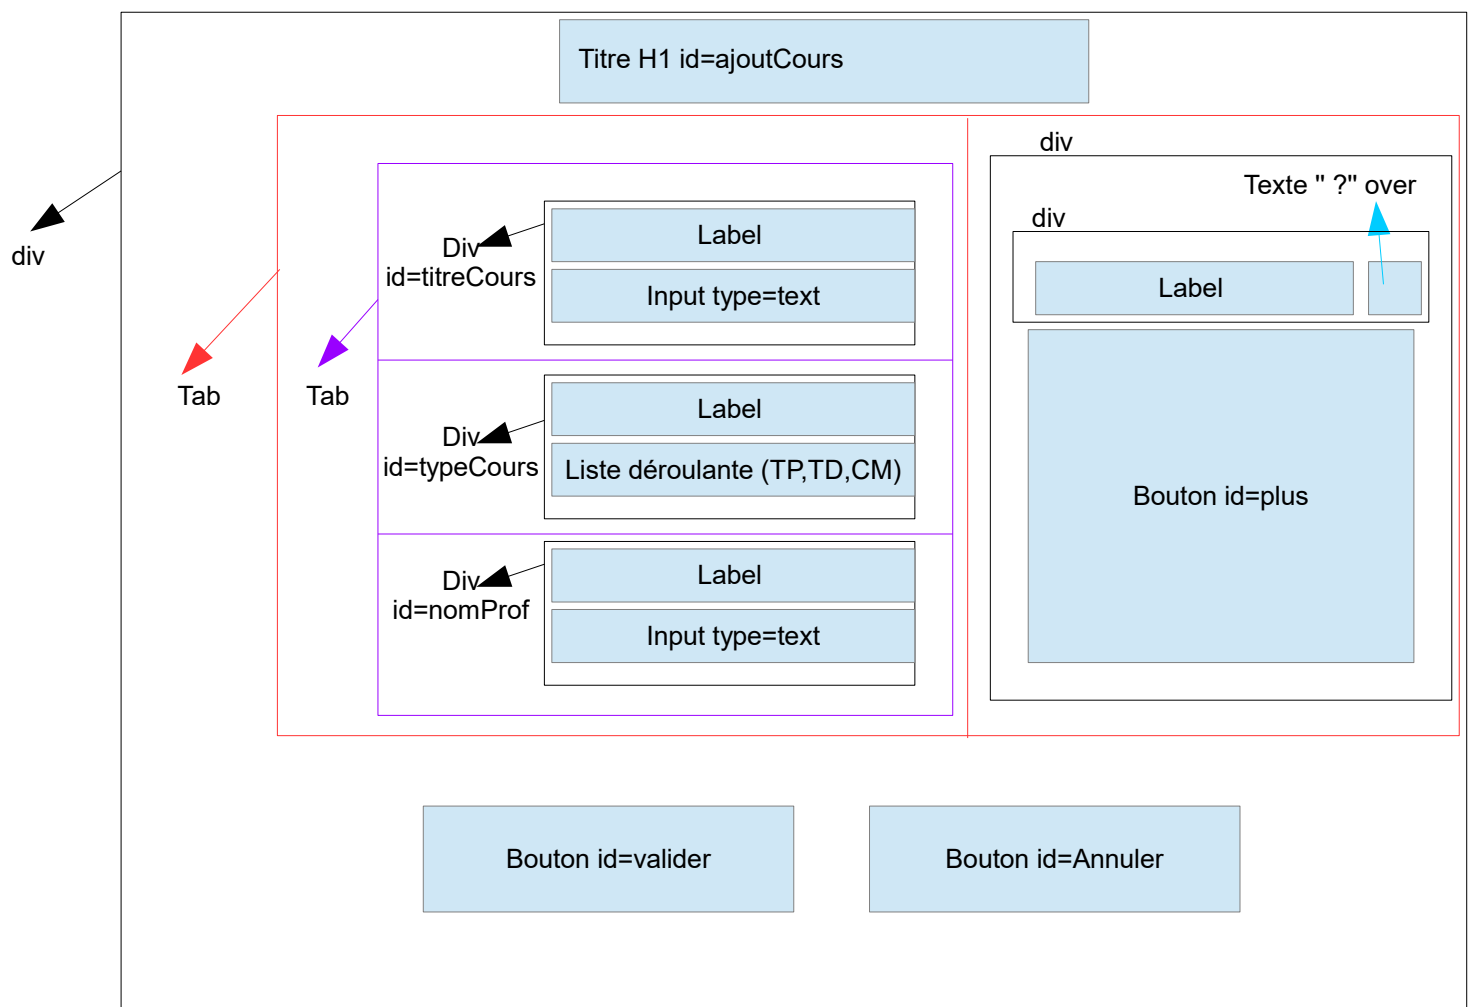 Titre H1 id=ajoutCours
div
Texte " ?" over
div
Label
Div
id=titreCours
Input type=text
Label
div
Tab
Tab
Label
Div
id=typeCours
Liste déroulante (TP,TD,CM)
Bouton id=plus
Label
Div
id=nomProf
Input type=text
Bouton id=valider
Bouton id=Annuler